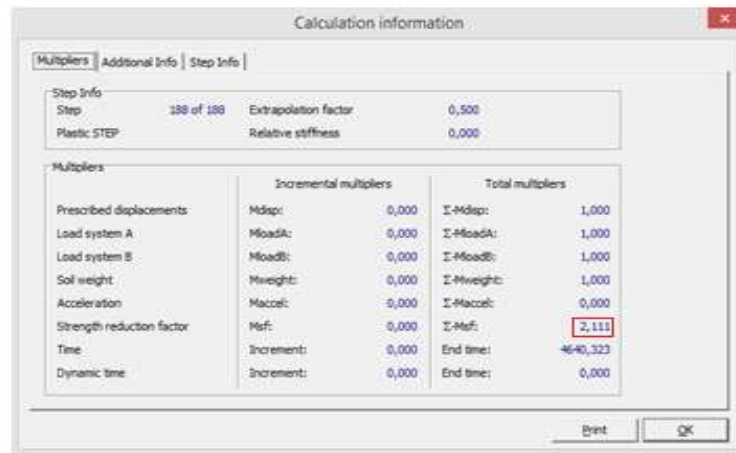 Calculation information
Multipliers Additional Info Step Info
Step Info
Step 188 of 188 Extrapolation factor 0,500
Plastic STEP Relative stiffness 0,000
Multipliers
Incremental multipliers Total multipliers
Prescribed displacements Mdisp: 0,000 Σ-Mdisp: 1,000
Load system A MloadA: 0,000 Σ-MloadA: 1,000
Load system B MloadB: 0,000 Σ-MloadB: 1,000
Soil weight Mweight: 0,000 Σ-Mweight: 1,000
Acceleration Maccel: 0,000 Σ-Maccel: 0,000
Strength reduction factor Msf: 0,000 Σ-Msf: 2,111
Time Increment: 0,000 End time: 4640,323
Dynamic time Increment: 0,000 End time: 0,000
Print OK